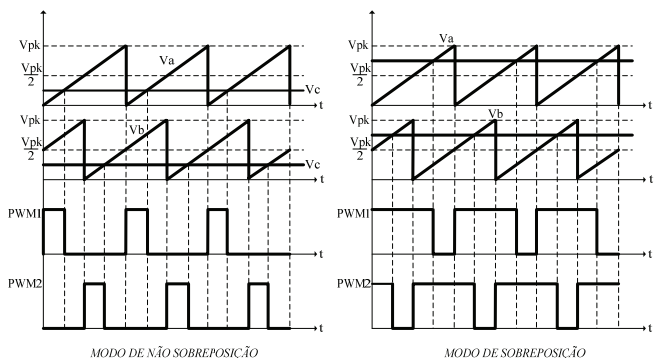 Vpk
Va
Vpk
2
Vc
t
Vpk
Vb
Vpk
2
Vc
t
PWM1
t
PWM2
t
MODO DE NÃO SOBREPOSIÇÃO
Va
Vpk
Vpk
2
t
Vb
Vpk
Vpk
2
t
PWM1
t
PWM2
t
MODO DE SOBREPOSIÇÃO